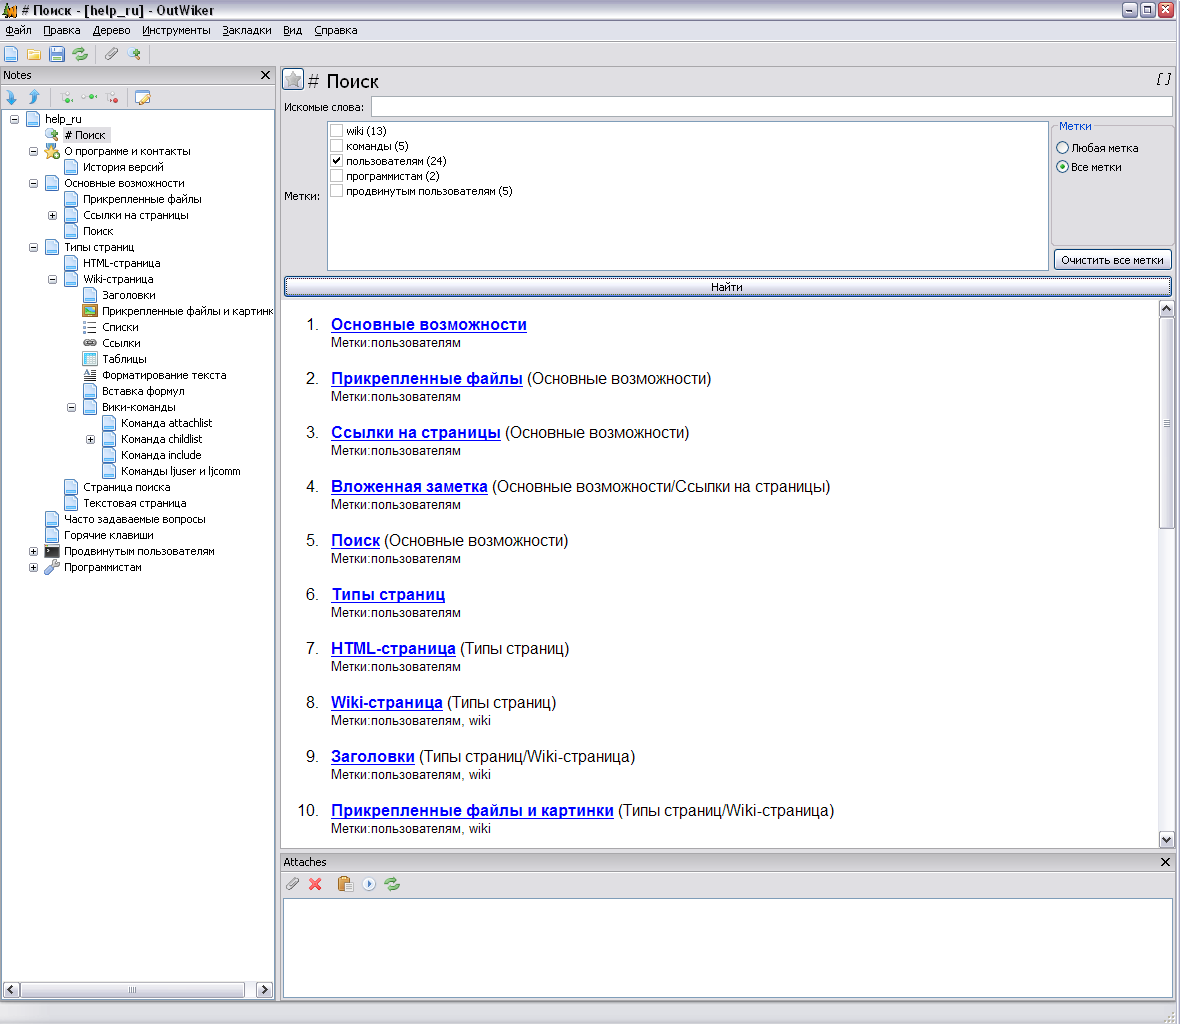 # Поиск - [help_ru] - OutWiker
Файл Правка Дерево Инструменты Закладки Вид Справка
Notes
help_ru
# Поиск
О программе и контакты
История версий
Основные возможности
Прикрепленные файлы
Ссылки на страницы
Поиск
Типы страниц
HTML-страница
Wiki-страница
Заголовки
Прикрепленные файлы и картинк
Списки
Ссылки
Таблицы
Форматирование текста
Вставка формул
Вики-команды
Команда attachlist
Команда childlist
Команда include
Команды ljuser и ljcomm
Страница поиска
Текстовая страница
Часто задаваемые вопросы
Горячие клавиши
Продвинутым пользователям
Программистам
# Поиск
[ ]
Искомые слова:
Метки:
wiki (13)
команды (5)
пользователям (24)
программистам (2)
продвинутым пользователям (5)
Метки
Любая метка
Все метки
Очистить все метки
Найти
1. Основные возможности
Метки:пользователям
2. Прикрепленные файлы (Основные возможности)
Метки:пользователям
3. Ссылки на страницы (Основные возможности)
Метки:пользователям
4. Вложенная заметка (Основные возможности/Ссылки на страницы)
Метки:пользователям
5. Поиск (Основные возможности)
Метки:пользователям
6. Типы страниц
Метки:пользователям
7. HTML-страница (Типы страниц)
Метки:пользователям
8. Wiki-страница (Типы страниц)
Метки:пользователям, wiki
9. Заголовки (Типы страниц/Wiki-страница)
Метки:пользователям, wiki
10. Прикрепленные файлы и картинки (Типы страниц/Wiki-страница)
Метки:пользователям, wiki
Attaches